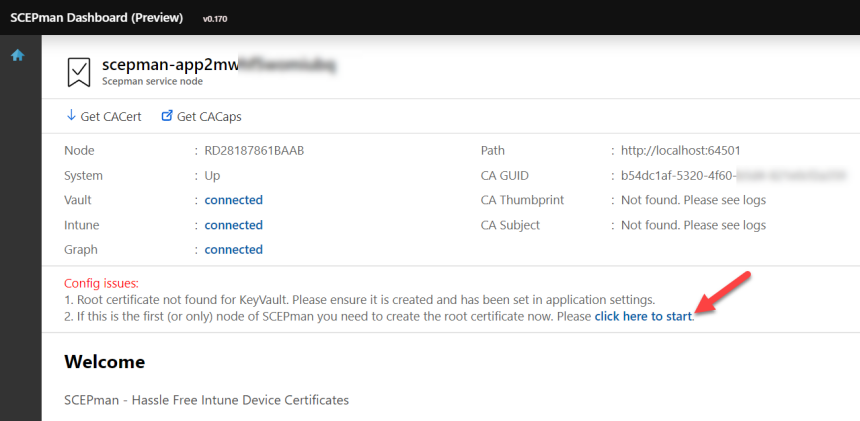 SCEPman Dashboard (Preview) v0.170
scepman-app2mw
Scepman service node
Get CACert Get CACaps
Node : RD28187861BAAB Path : http://localhost:64501
System : Up CA GUID : b54dc1af-5320-4f60-
Vault : connected CA Thumbprint : Not found. Please see logs
Intune : connected CA Subject : Not found. Please see logs
Graph : connected
Config issues:
1. Root certificate not found for KeyVault. Please ensure it is created and has been set in application settings.
2. If this is the first (or only) node of SCEPman you need to create the root certificate now. Please click here to start.
Welcome
SCEPman - Hassle Free Intune Device Certificates